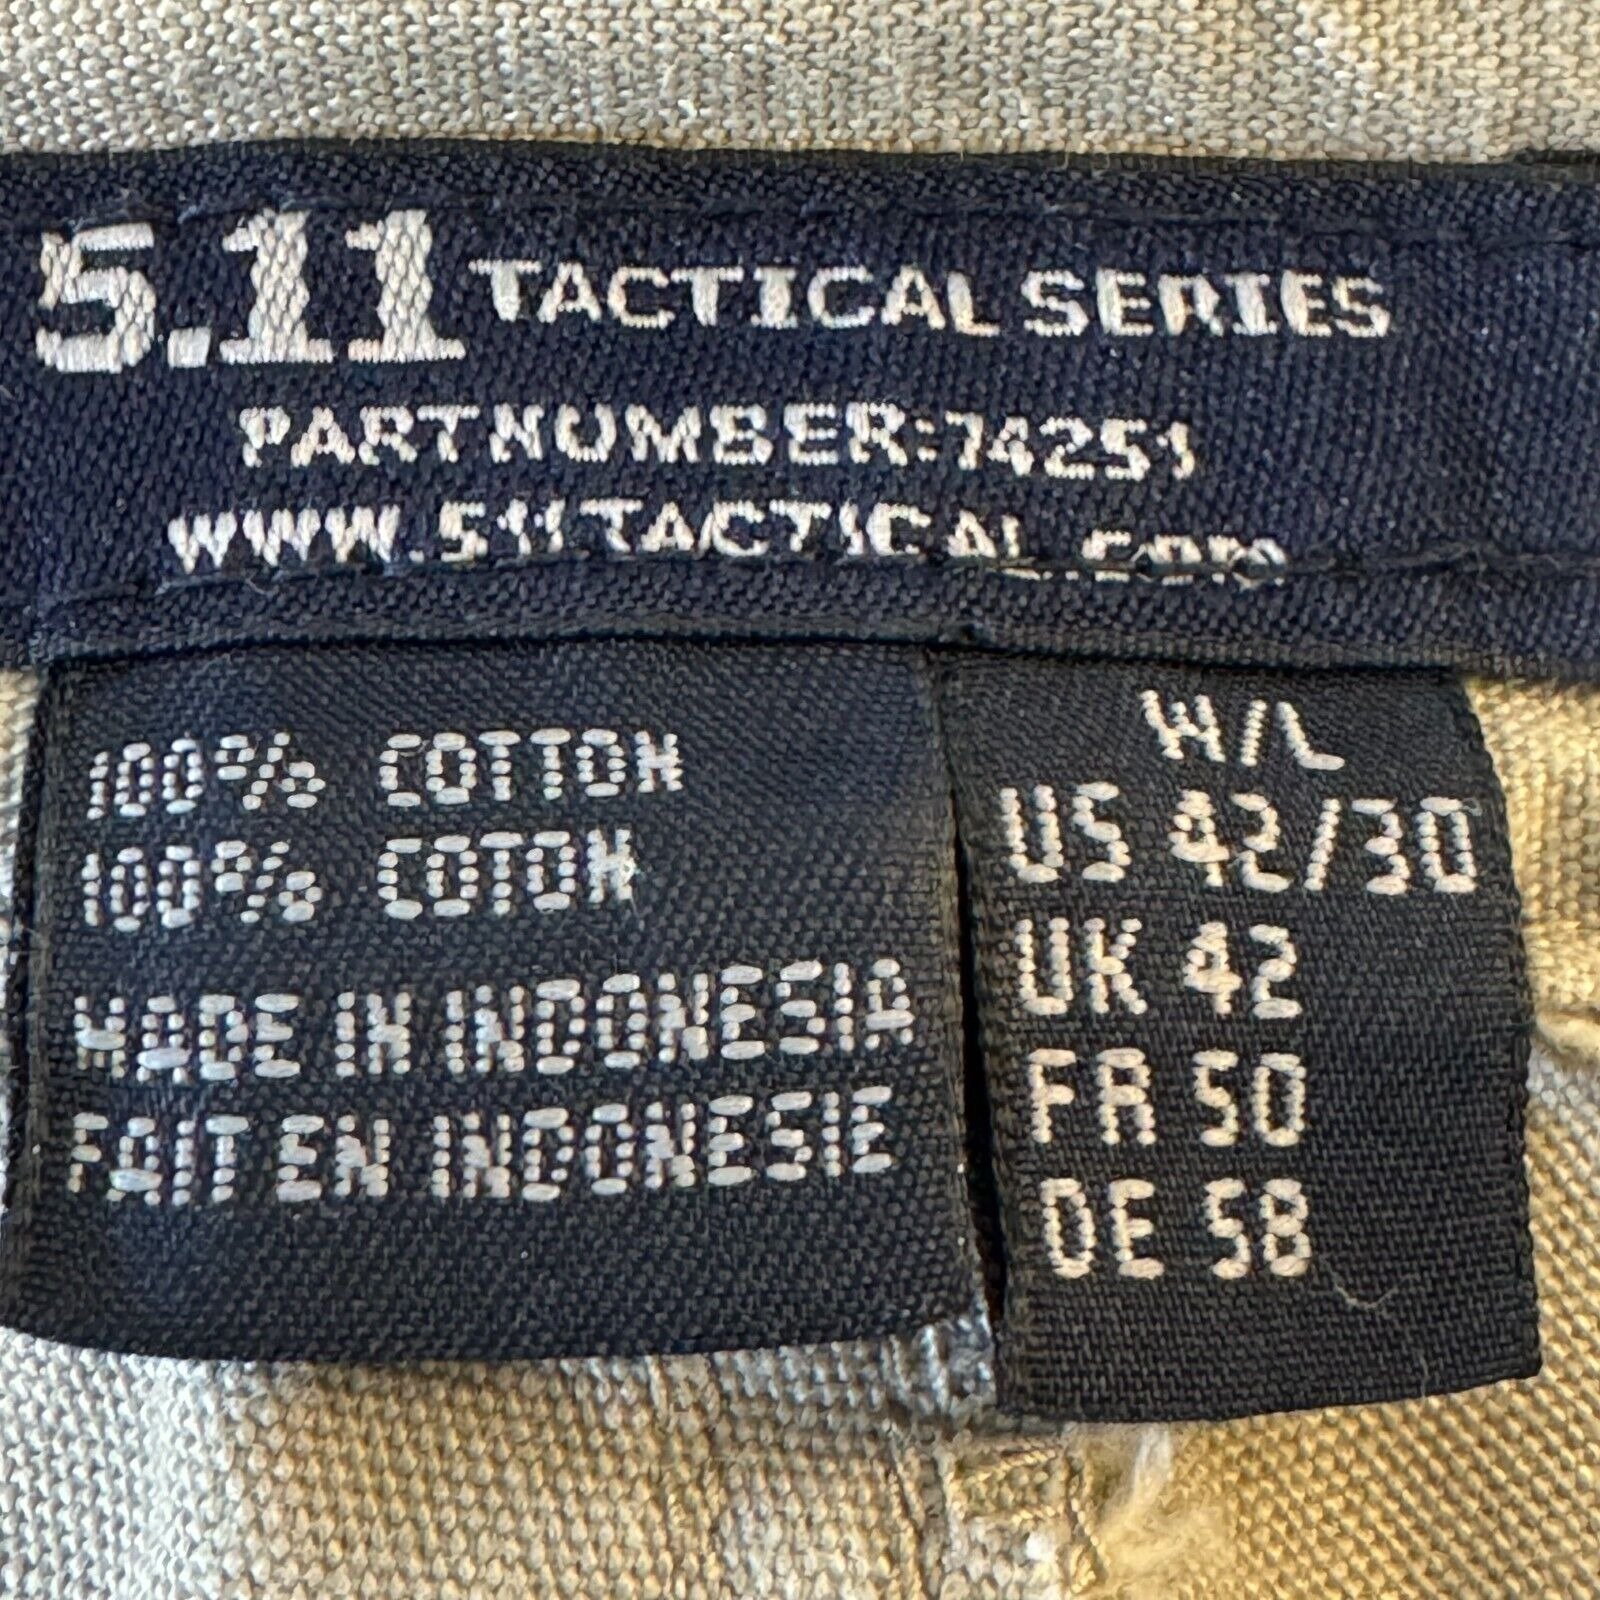 5.11 TACTICAL SERIES
PART NUMBER:74251
WWW.511TACTICAL.COM
100% COTTON
100% COTON
MADE IN INDONESIA
FAIT EN INDONESIE
W/L
US 42/30
UK 42
FR 50
DE 58